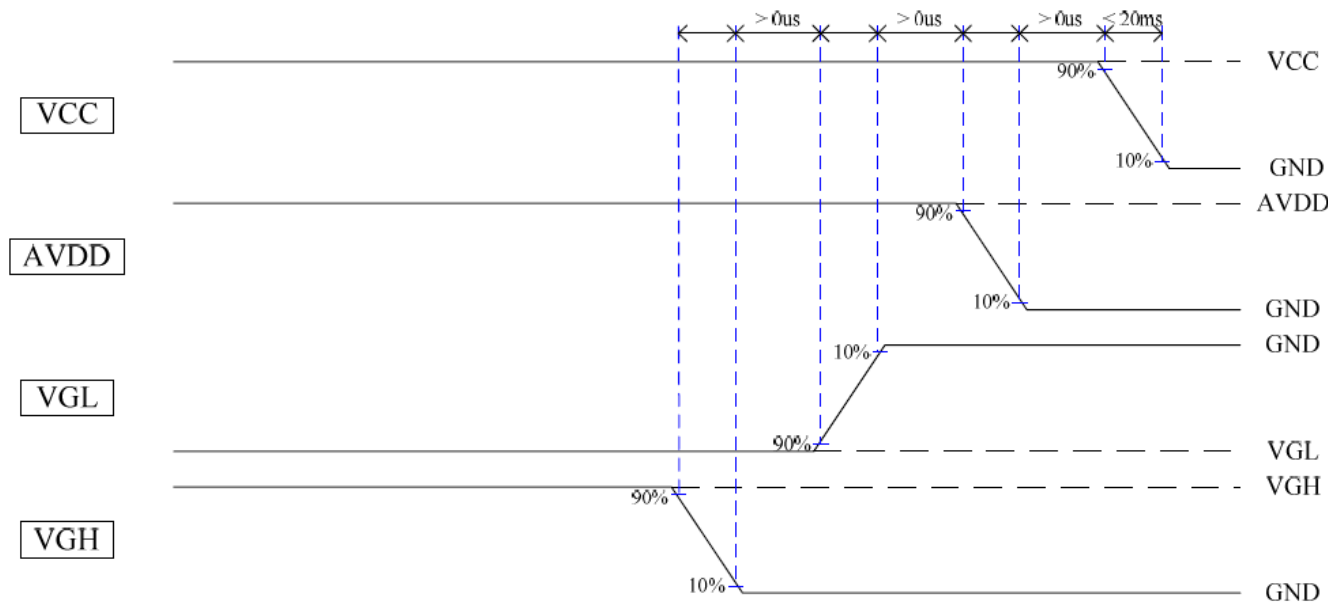 > 0us > 0us > 0us < 20ms
VCC
90%
VCC
10%
GND
AVDD
90%
AVDD
10%
GND
GND
10%
VGL
90%
VGL
VGH
90%
VGH
10%
GND